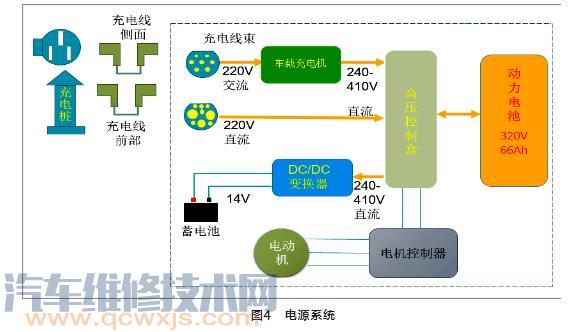 充电线
侧面
充电桩
充电线
前部
充电线束
220V
交流
车载充电机
240-
410V
直流
220V
直流
高压控制盒
动力电池
320V
66Ah
DC/DC
变换器
240-
410V
直流
14V
蓄电池
电动
机
电机控制器
汽车维修技术网
www.qcwxjs.com
图4 电源系统